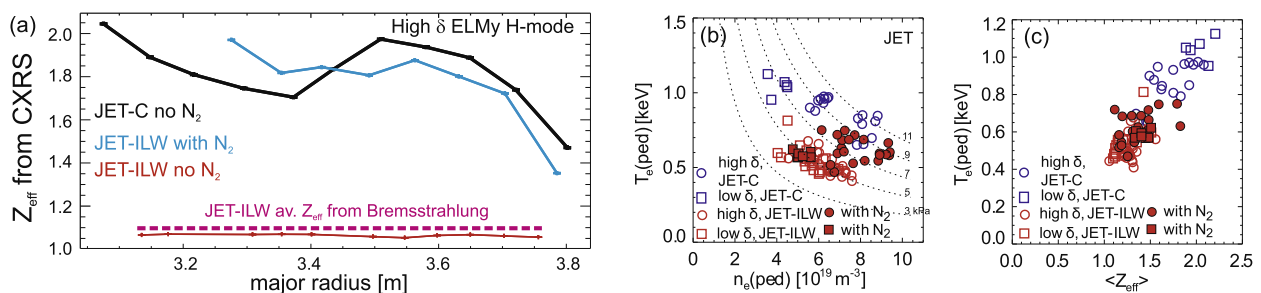 (a)
High δ ELMy H-mode
Z_eff from CXRS
2.0
1.8
1.6
1.4
1.2
1.0
JET-C no N₂
JET-ILW with N₂
JET-ILW no N₂
JET-ILW av. Z_eff from Bremsstrahlung
3.2
3.4
3.6
3.8
major radius [m]
(b)
JET
T_e(ped) [keV]
1.5
1.0
0.5
0.0
11
9
7
5
3 kPa
high δ,
JET-C
low δ, JET-C
high δ, JET-ILW
low δ, JET-ILW
with N₂
with N₂
0
2
4
6
8
10
n_e(ped) [10¹⁹ m⁻³]
(c)
T_e(ped) [keV]
1.2
1.0
0.8
0.6
0.4
0.2
0.0
high δ,
JET-C
low δ, JET-C
high δ, JET-ILW
low δ, JET-ILW
with N₂
with N₂
0.0
0.5
1.0
1.5
2.0
2.5
<Z_eff>